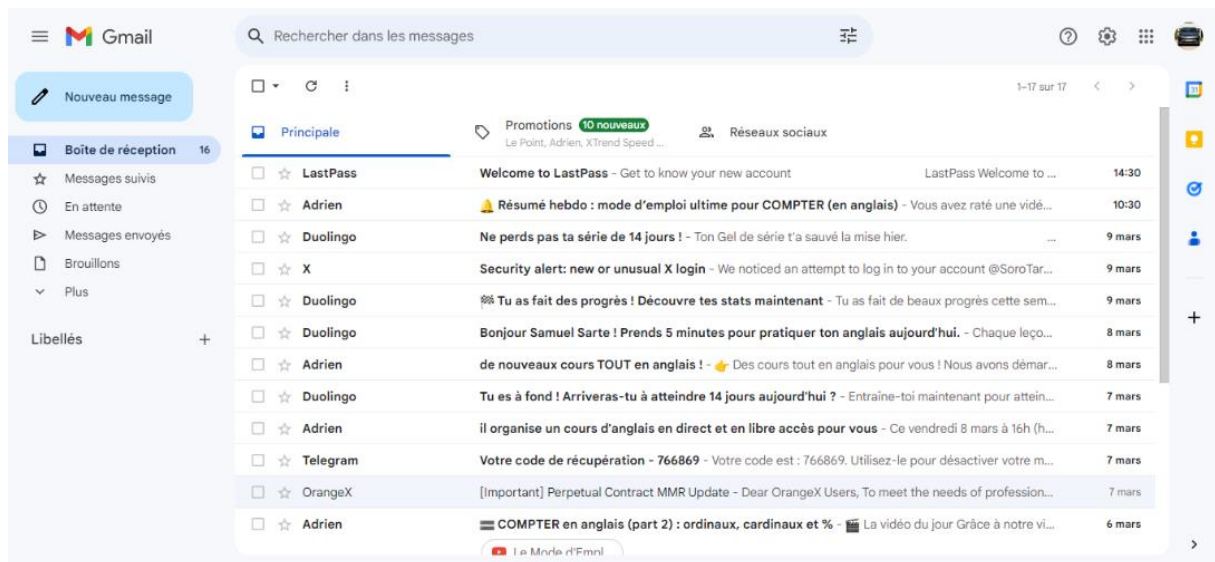 Gmail
Rechercher dans les messages
Nouveau message
1–17 sur 17
Principale
Promotions 10 nouveaux
Le Point, Adrien, XTrend Speed ...
Réseaux sociaux
Boîte de réception 16
Messages suivis
En attente
Messages envoyés
Brouillons
Plus
Libellés
LastPass Welcome to LastPass - Get to know your new account LastPass Welcome to ... 14:30
Adrien 🔔 Résumé hebdo : mode d'emploi ultime pour COMPTER (en anglais) - Vous avez raté une vidé... 10:30
Duolingo Ne perds pas ta série de 14 jours ! - Ton Gel de série t'a sauvé la mise hier. ... 9 mars
X Security alert: new or unusual X login - We noticed an attempt to log in to your account @SoroTar... 9 mars
Duolingo 🏁 Tu as fait des progrès ! Découvre tes stats maintenant - Tu as fait de beaux progrès cette sem... 9 mars
Duolingo Bonjour Samuel Sarte ! Prends 5 minutes pour pratiquer ton anglais aujourd'hui. - Chaque leço... 8 mars
Adrien de nouveaux cours TOUT en anglais ! - 👉 Des cours tout en anglais pour vous ! Nous avons démar... 8 mars
Duolingo Tu es à fond ! Arriveras-tu à atteindre 14 jours aujourd'hui ? - Entraîne-toi maintenant pour attein... 7 mars
Adrien il organise un cours d'anglais en direct et en libre accès pour vous - Ce vendredi 8 mars à 16h (h... 7 mars
Telegram Votre code de récupération - 766869 - Votre code est : 766869. Utilisez-le pour désactiver votre m... 7 mars
OrangeX [Important] Perpetual Contract MMR Update - Dear OrangeX Users, To meet the needs of profession... 7 mars
Adrien 🟰 COMPTER en anglais (part 2) : ordinaux, cardinaux et % - 🎬 La vidéo du jour Grâce à notre vi... 6 mars
Le Mode d'Empl...
31